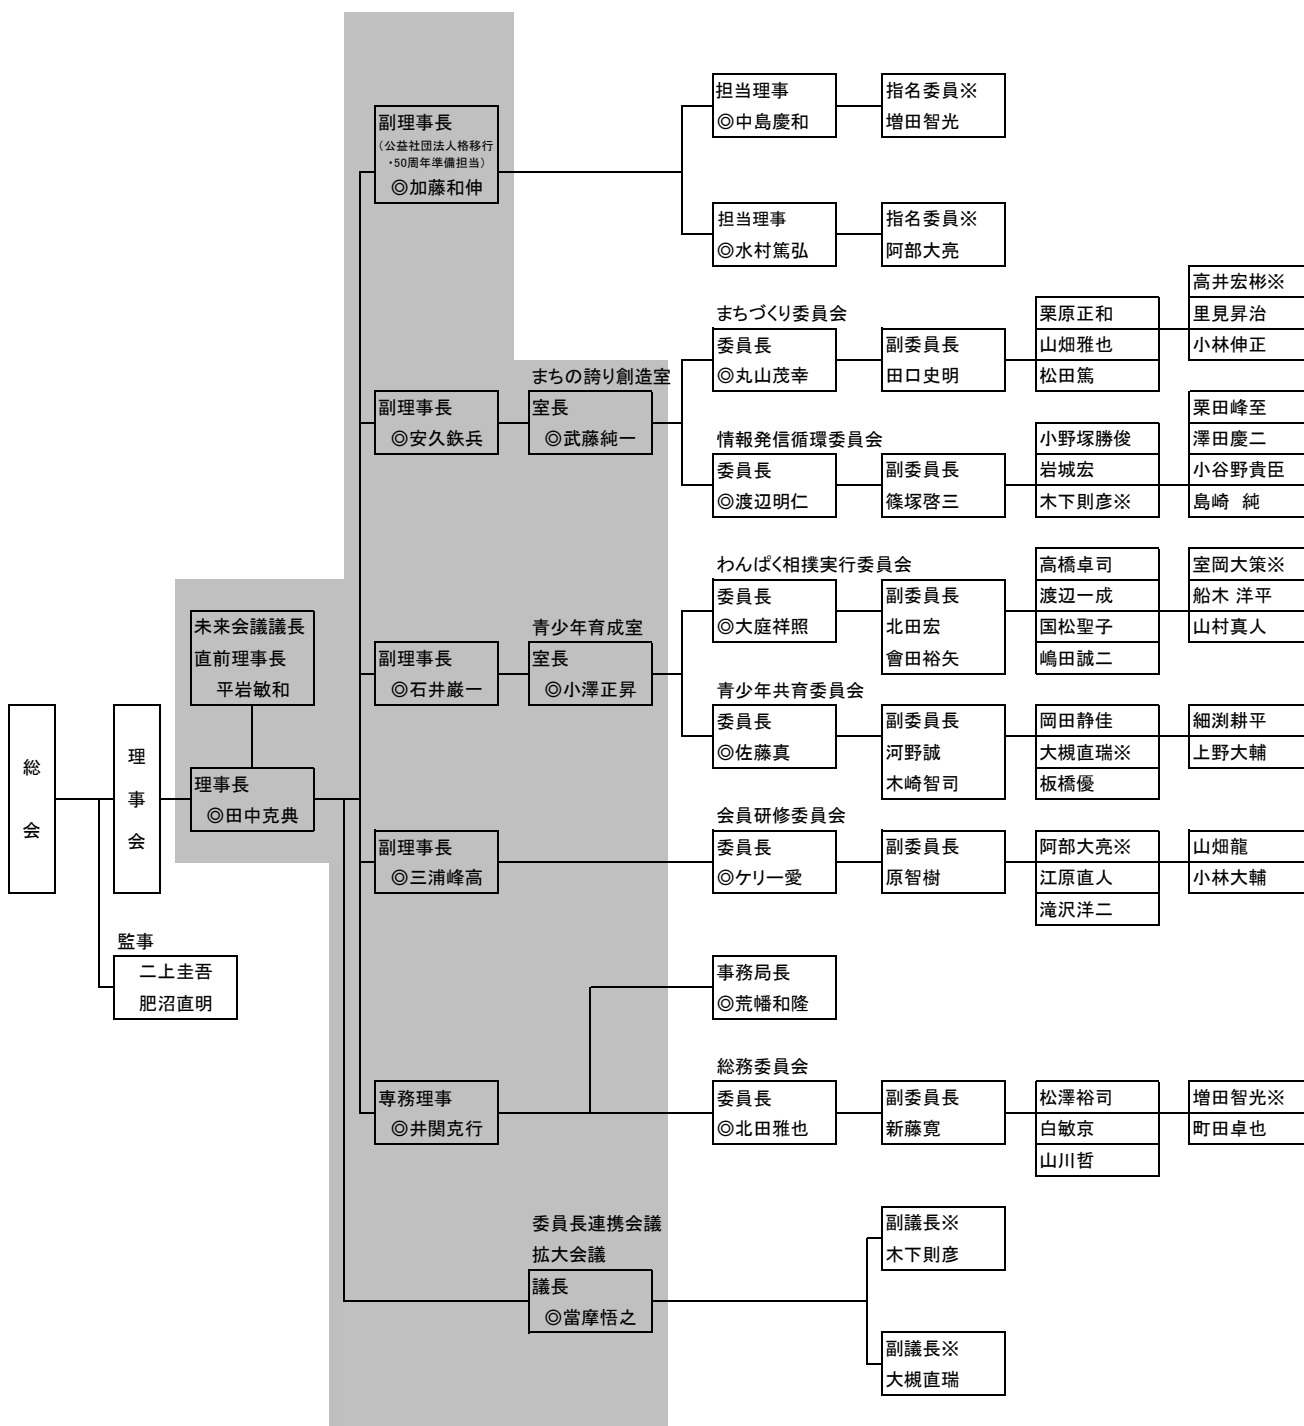 総
会
理
事
会
監事
二上圭吾
肥沼直明
未来会議議長
直前理事長
平岩敏和
理事長
◎田中克典
副理事長
(公益社団法人格移行
・50周年準備担当)
◎加藤和伸
担当理事
◎中島慶和
指名委員※
増田智光
担当理事
◎水村篤弘
指名委員※
阿部大亮
副理事長
◎安久鉄兵
まちの誇り創造室
室長
◎武藤純一
まちづくり委員会
委員長
◎丸山茂幸
副委員長
田口史明
栗原正和
山畑雅也
松田篤
高井宏彬※
里見昇治
小林伸正
情報発信循環委員会
委員長
◎渡辺明仁
副委員長
篠塚啓三
小野塚勝俊
岩城宏
木下則彦※
栗田峰至
澤田慶二
小谷野貴臣
島崎 純
副理事長
◎石井巌一
青少年育成室
室長
◎小澤正昇
わんぱく相撲実行委員会
委員長
◎大庭祥照
副委員長
北田宏
會田裕矢
高橋卓司
渡辺一成
国松聖子
嶋田誠二
室岡大策※
船木 洋平
山村真人
青少年共育委員会
委員長
◎佐藤真
副委員長
河野誠
木崎智司
岡田静佳
大槻直瑞※
板橋優
細渕耕平
上野大輔
副理事長
◎三浦峰高
会員研修委員会
委員長
◎ケリー愛
副委員長
原智樹
阿部大亮※
江原直人
滝沢洋二
山畑龍
小林大輔
専務理事
◎井関克行
事務局長
◎荒幡和隆
総務委員会
委員長
◎北田雅也
副委員長
新藤寛
松澤裕司
白敏京
山川哲
増田智光※
町田卓也
委員長連携会議
拡大会議
議長
◎當摩悟之
副議長※
木下則彦
副議長※
大槻直瑞